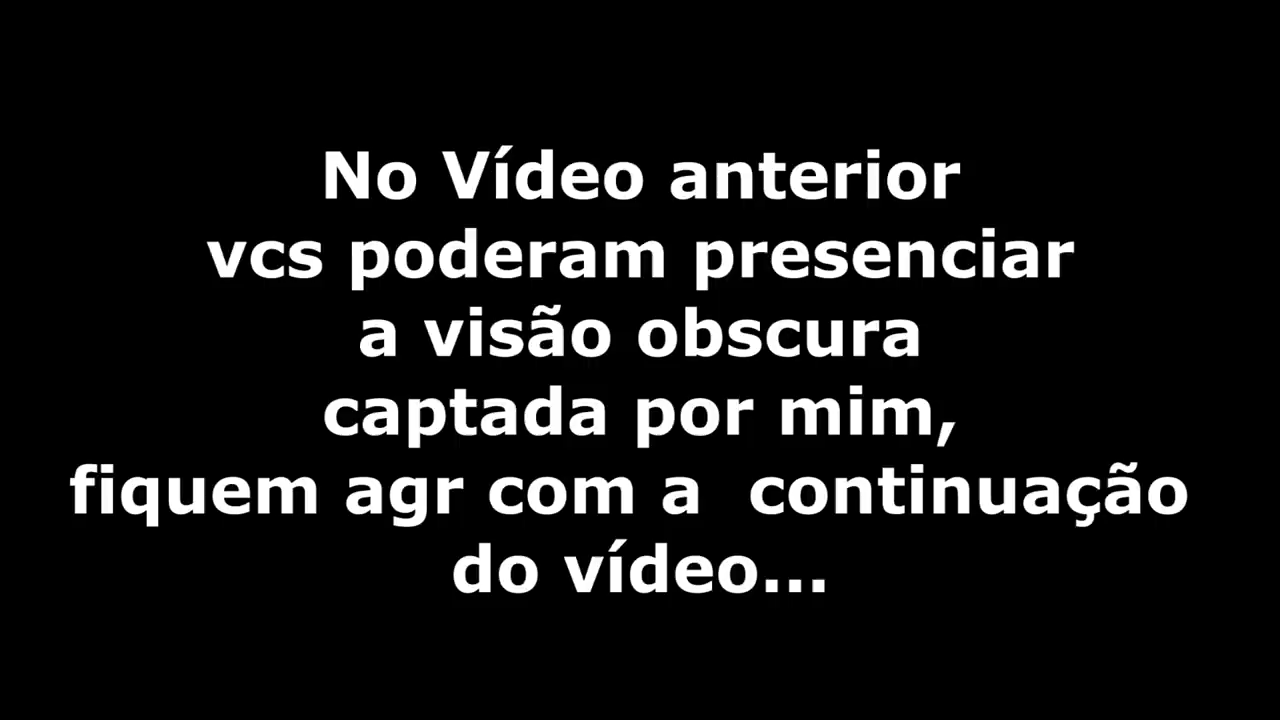 No Vídeo anterior
vcs poderam presenciar
a visão obscura
captada por mim,
fiquem agr com a  continuação
do vídeo...